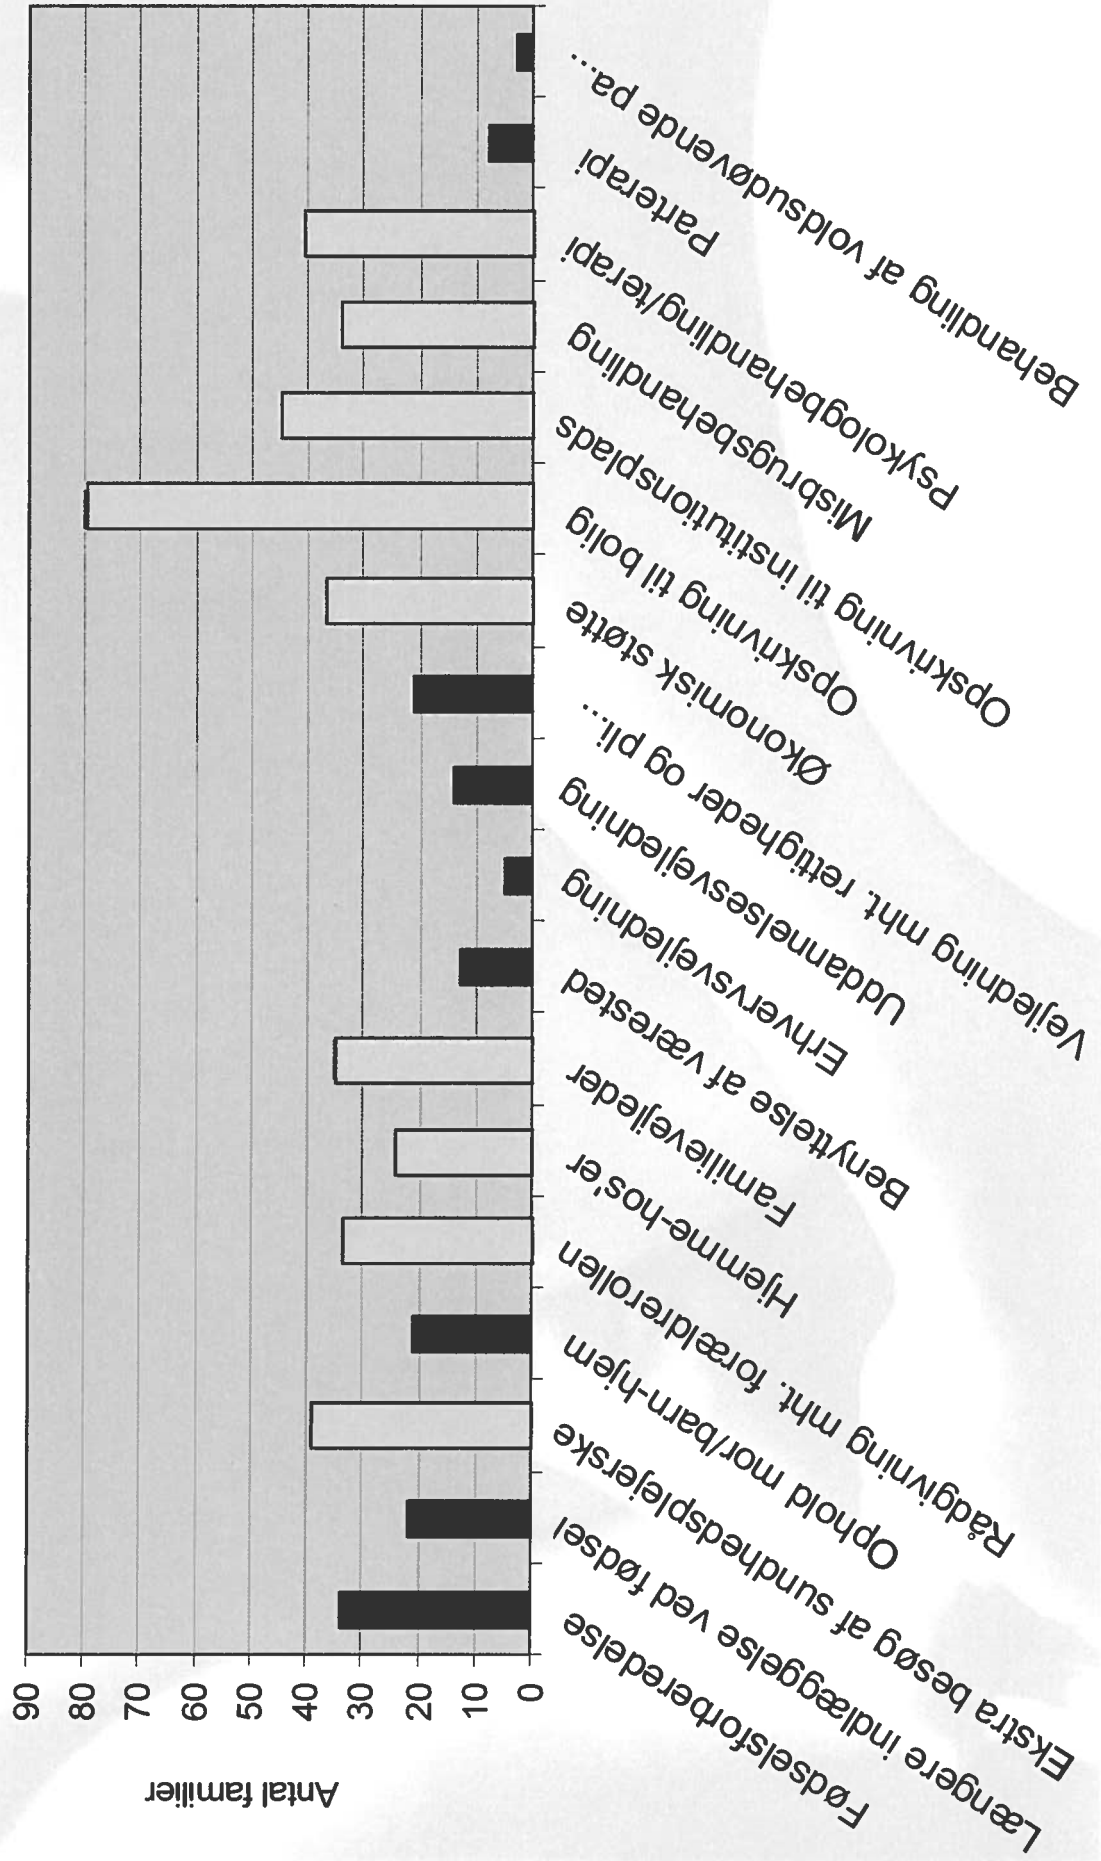 Antal familier
90
80
70
60
50
40
30
20
10
0
Fødselsforberedelse
Længere indlæggelse ved fødsel
Ekstra besøg af sundhedsplejerske
Ophold mor/barn-hjem
Rådgivning mht. forældrerollen
Hjemme-hos'er
Familievejleder
Benyttelse af værested
Erhvervsvejledning
Uddannelsesvejledning
Vejledning mht. rettigheder og pli...
Økonomisk støtte
Opskrivning til bolig
Opskrivning til institutionsplads
Misbrugsbehandling
Psykologbehandling/terapi
Parterapi
Behandling af voldsudøvende pa...